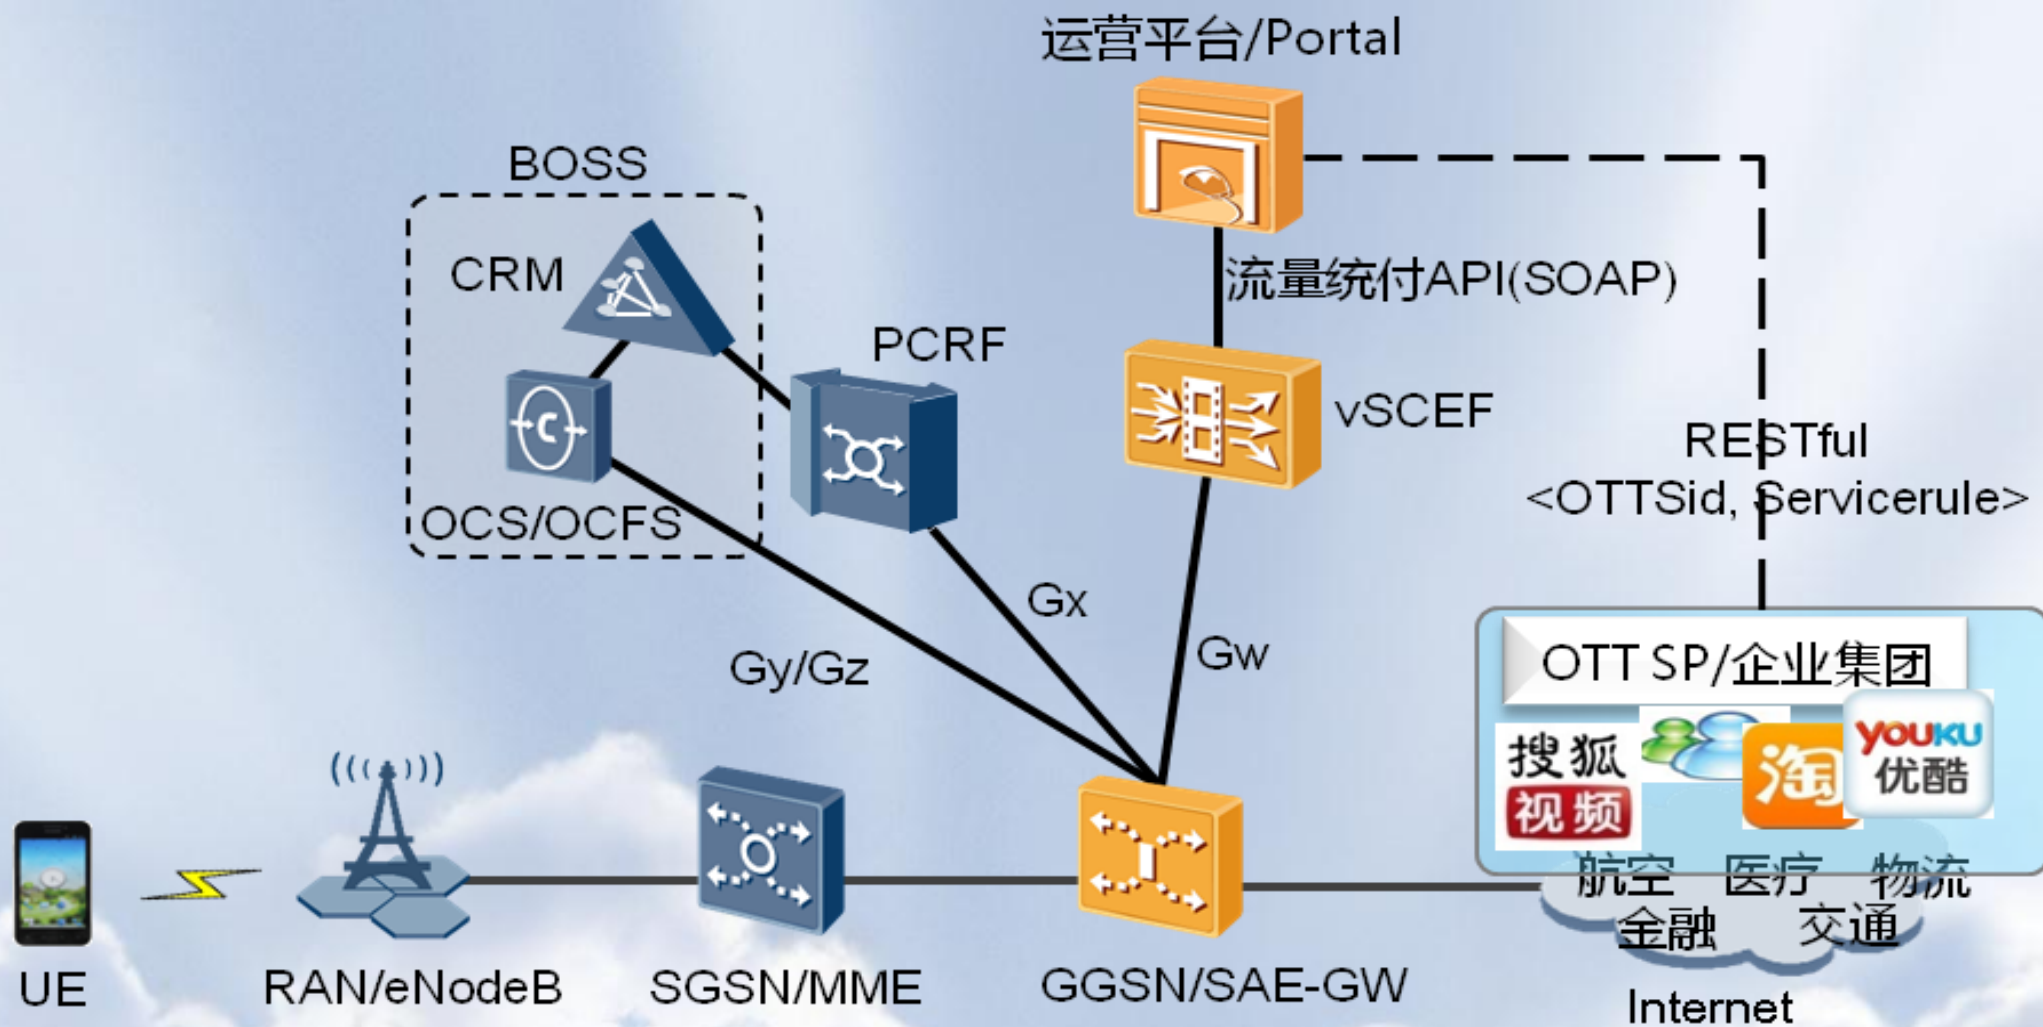 运营平台/Portal
BOSS
CRM
流量统付API(SOAP)
PCRF
vSCEF
C
RESTful
<OTTSid, Servicerule>
OCS/OCFS
Gx
Gw
Gy/Gz
OTT SP/企业集团
搜狐
视频
淘
YOUKU
优酷
航空 医疗 物流
金融 交通
UE
RAN/eNodeB
SGSN/MME
GGSN/SAE-GW
Internet